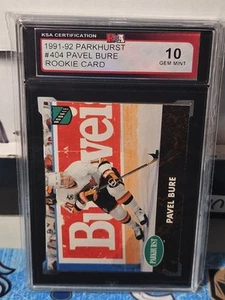 KSA CERTIFICATION
1991-92 PARKHURST
#404 PAVEL BURE
ROOKIE CARD
10
GEM MINT
PAVEL BURE
PARKHURST